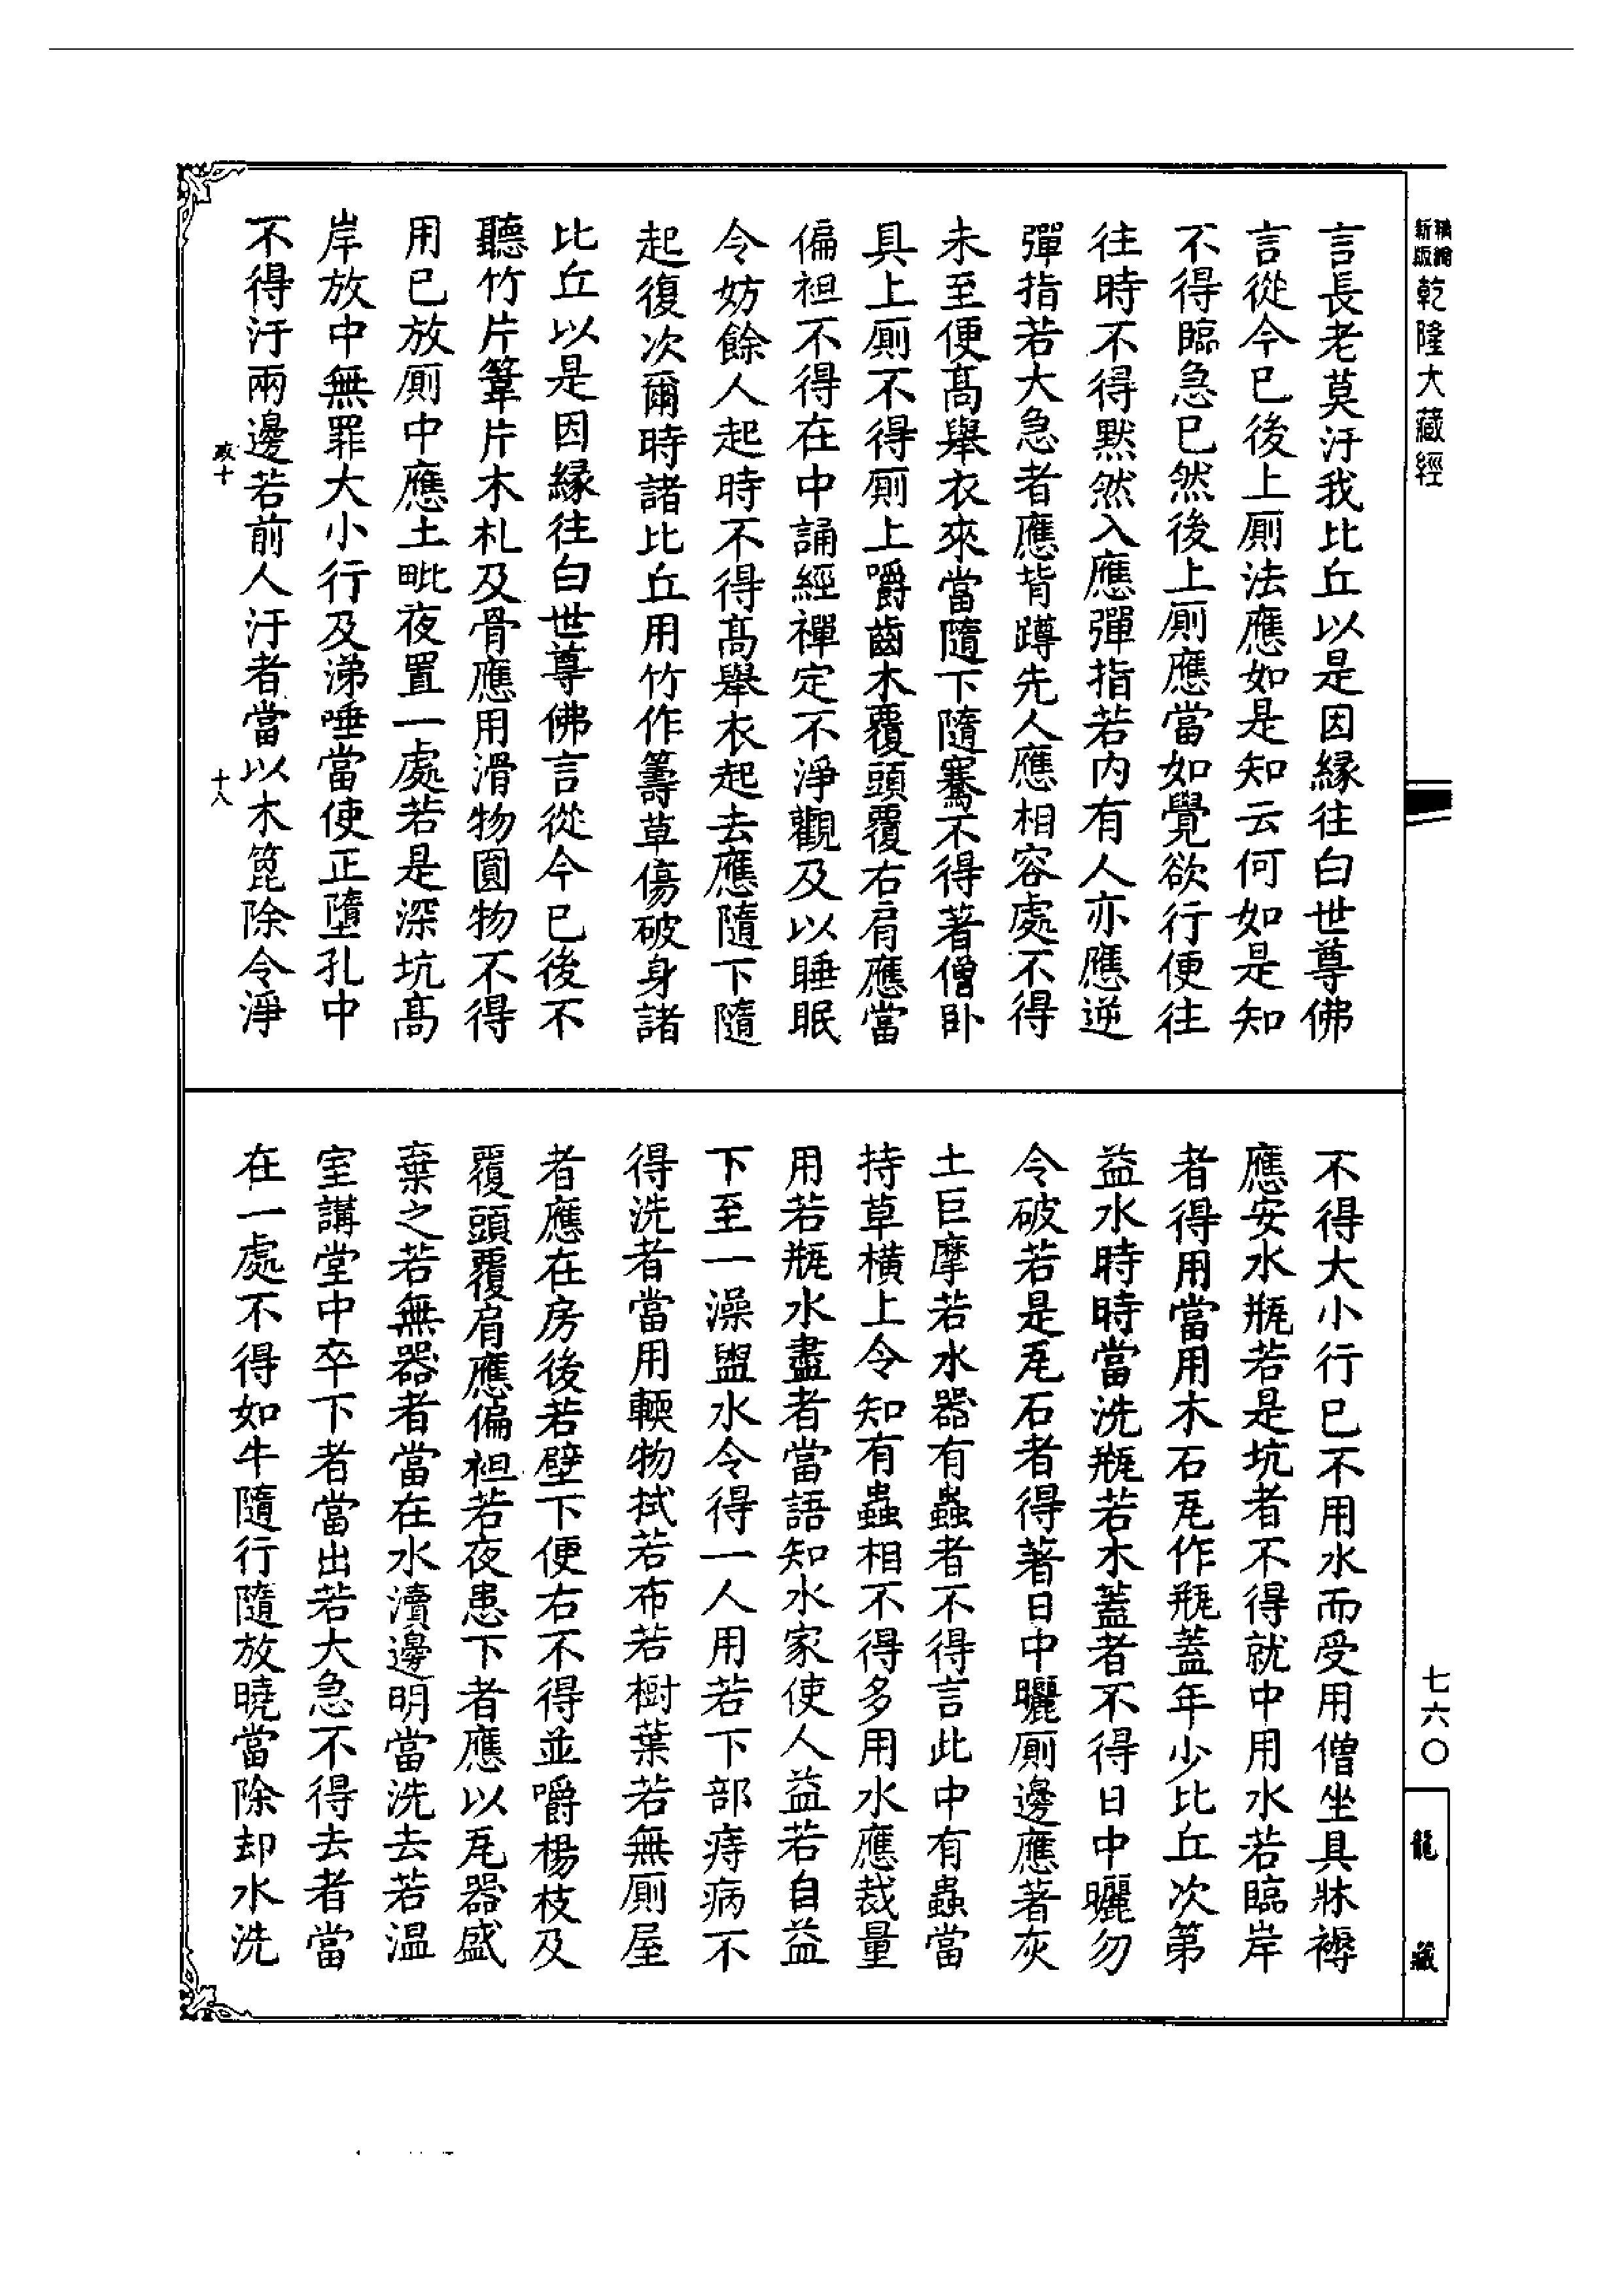 精繕
新版
乾隆大藏經
言長老莫汙我比丘以是因緣往白世尊佛
言從今已後上厠法應如是知云何如是知
不得臨急已然後上厠應當如覺欲行便往
往時不得默然入應彈指若內有人亦應逆
彈指若大急者應背蹲先人應相容處不得
未至便高舉衣來當隨下隨騫不得著僧卧
具上厠不得厠上嚼齒木覆頭覆右肩應當
偏袒不得在中誦經禪定不淨觀及以睡眠
令妨餘人起時不得高舉衣起去應隨下隨
起復次爾時諸比丘用竹作籌草傷破身諸
比丘以是因緣往白世尊佛言從今已後不
聽竹片葦片木札及骨應用滑物圓物不得
用已放厠中應土毗夜置一處若是深坑高
岸放中無罪大小行及涕唾當使正墮孔中
不得汙兩邊若前人汙者當以木篦除令淨
十八
不得大小行已不用水而受用僧坐具牀褥
應安水瓶若是坑者不得就中用水若臨岸
者得用當用木石瓦作瓶蓋年少比丘次第
益水時時當洗瓶若木蓋者不得日中曬勿
令破若是瓦石者得著日中曬厠邊應著灰
土巨摩若水器有蟲者不得言此中有蟲當
持草橫上令知有蟲相不得多用水應裁量
用若瓶水盡者當語知水家使人益若自益
下至一澡盥水令得一人用若下部痔病不
得洗者當用輭物拭若布若樹葉若無厠屋
者應在房後若壁下便右不得並嚼楊枝及
覆頭覆肩應偏袒若夜患下者應以瓦器盛
棄之若無器者當在水瀆邊明當洗去若温
室講堂中卒下者當出若大急不得去者當
在一處不得如牛隨行隨放曉當除却水洗
七六〇
龍藏